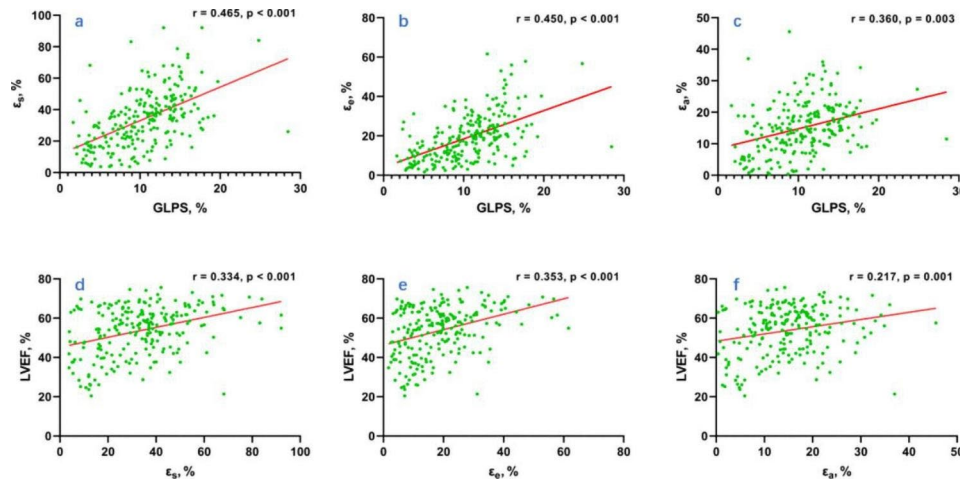 a
r = 0.465, p < 0.001
100
80
60
40
20
0
εs, %
0 10 20 30
GLPS, %
b
r = 0.450, p < 0.001
80
60
40
20
0
εe, %
0 10 20 30
GLPS, %
c
r = 0.360, p = 0.003
50
40
30
20
10
0
εa, %
0 10 20 30
GLPS, %
d
r = 0.334, p < 0.001
80
60
40
20
0
LVEF, %
0 20 40 60 80 100
εs, %
e
r = 0.353, p < 0.001
80
60
40
20
0
LVEF, %
0 20 40 60 80
εe, %
f
r = 0.217, p = 0.001
80
60
40
20
0
LVEF, %
0 10 20 30 40 50
εa, %